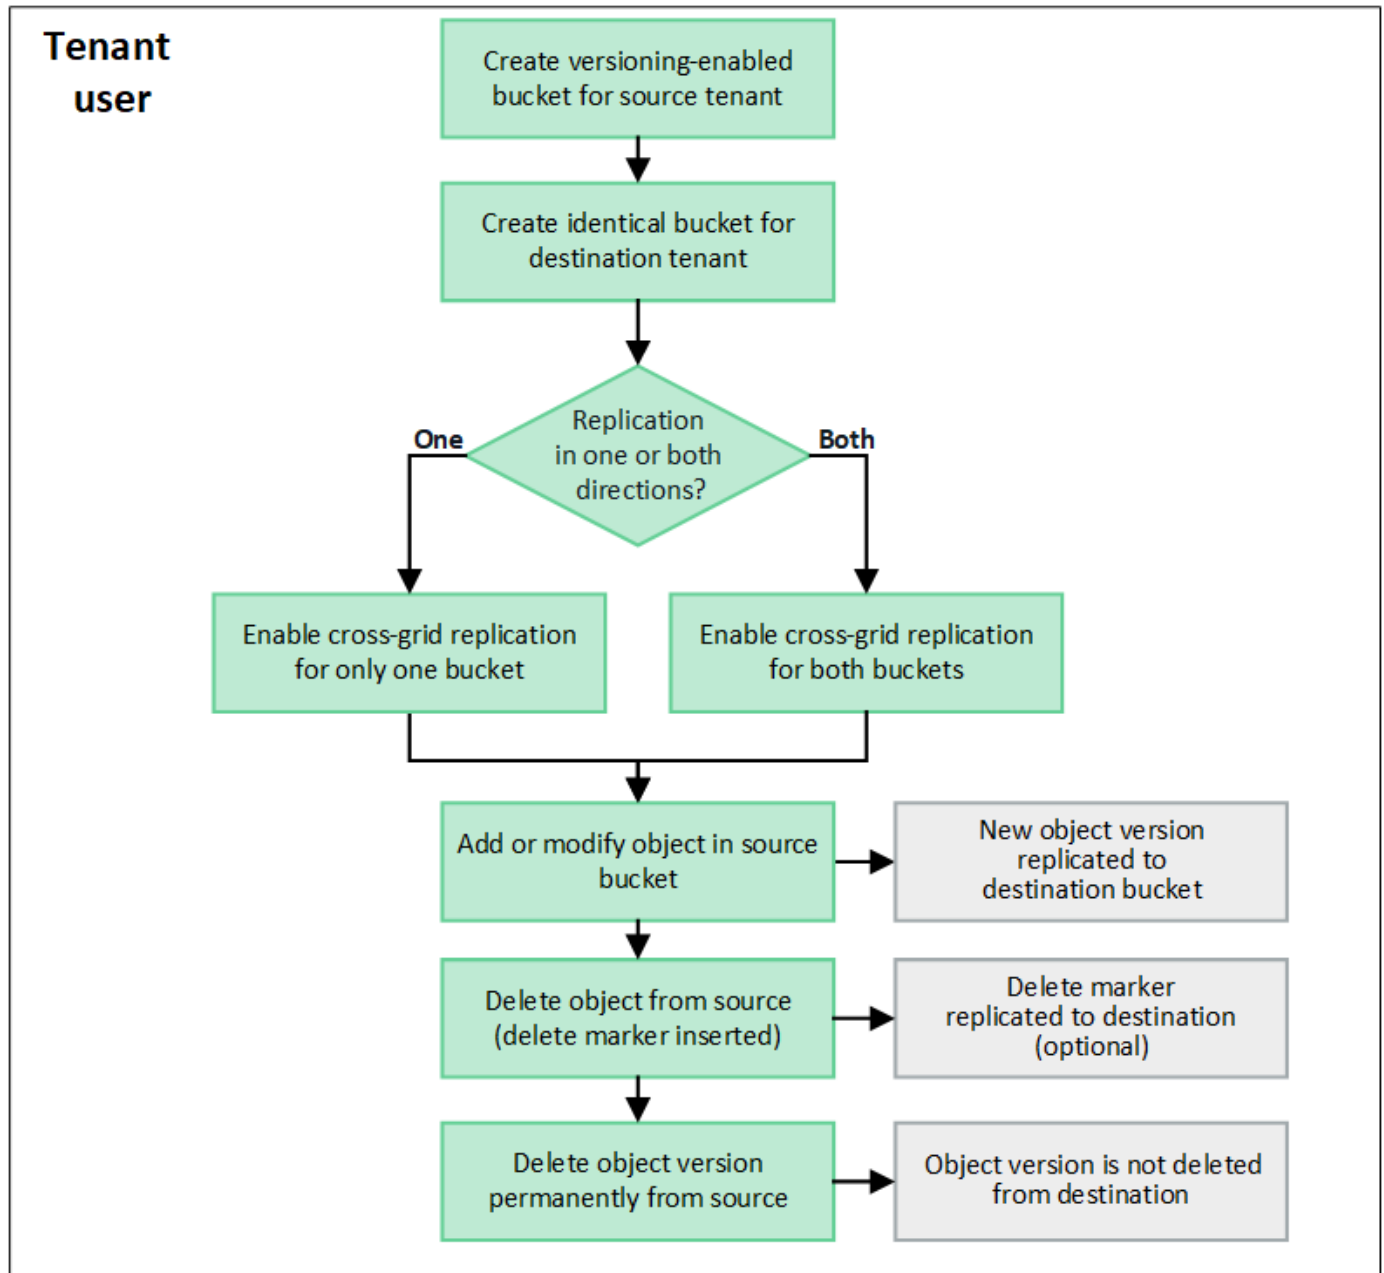 Tenant
user
Create versioning-enabled
bucket for source tenant
Create identical bucket for
destination tenant
Replication
in one or both
directions?
One
Both
Enable cross-grid replication
for only one bucket
Enable cross-grid replication
for both buckets
Add or modify object in source
bucket
New object version
replicated to
destination bucket
Delete object from source
(delete marker inserted)
Delete marker
replicated to destination
(optional)
Delete object version
permanently from source
Object version is not deleted
from destination